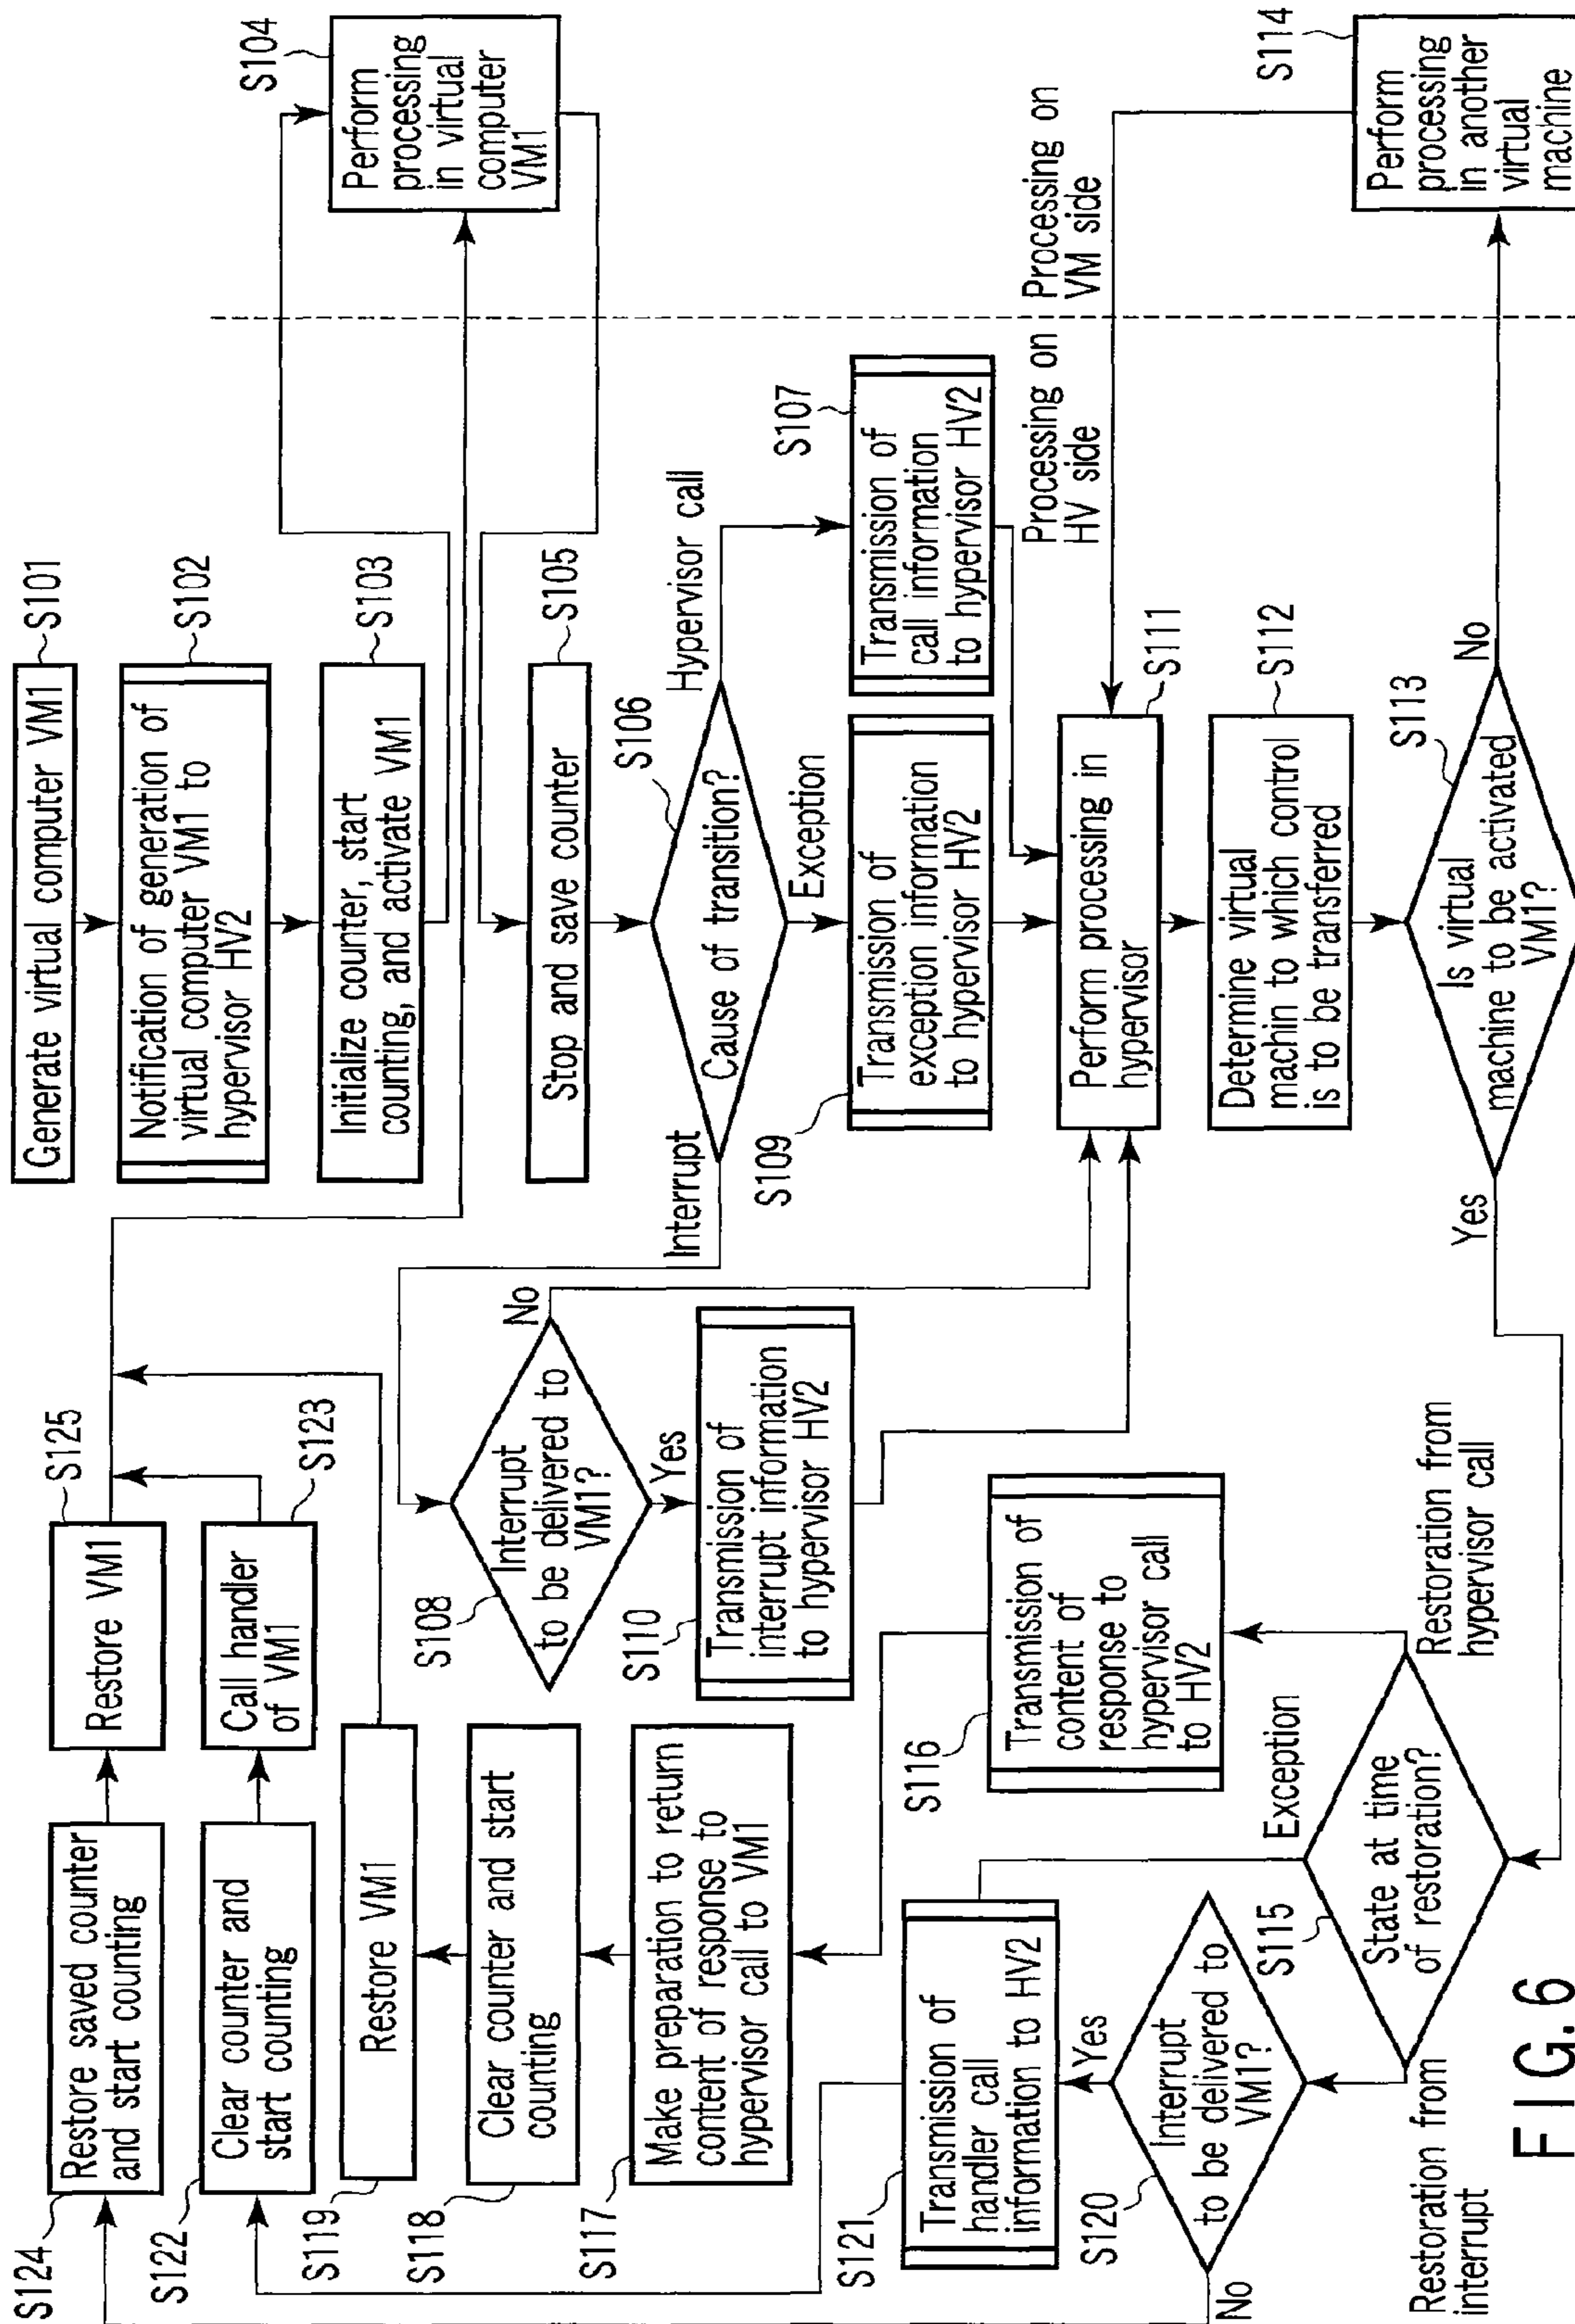 Generate virtual computer VM1
S101
Notification of generation of
virtual computer VM1 to
hypervisor HV2
S102
Initialize counter, start
counting, and activate VM1
S103
Perform
processing
in virtual
computer
VM1
S104
Stop and save counter
S105
Cause of transition?
S106
Hypervisor call
Exception
Interrupt
Transmission of
call information
to hypervisor HV2
S107
Transmission of
exception information
to hypervisor HV2
S109
Interrupt
to be delivered to
VM1?
S108
No
Yes
Transmission of
interrupt information
to hypervisor HV2
S110
Processing on
HV side
Processing on
VM side
Perform processing in
hypervisor
S111
Determine virtual
machin to which control
is to be transferred
S112
Is virtual
machine to be activated
VM1?
S113
No
Yes
Perform
processing
in another
virtual
machine
S114
State at time
of restoration?
S115
Exception
Restoration from
hypervisor call
Restoration from
interrupt
Transmission of
content of
response to
hypervisor call
to HV2
S116
Make preparation to return
content of response to
hypervisor call to VM1
S117
Clear counter and start
counting
S118
Restore VM1
S119
Interrupt
to be delivered to
VM1?
S120
Yes
No
Transmission of
handler call
information to HV2
S121
Clear counter and
start counting
S122
Call handler
of VM1
S123
Restore saved counter
and start counting
S124
Restore VM1
S125
FIG. 6